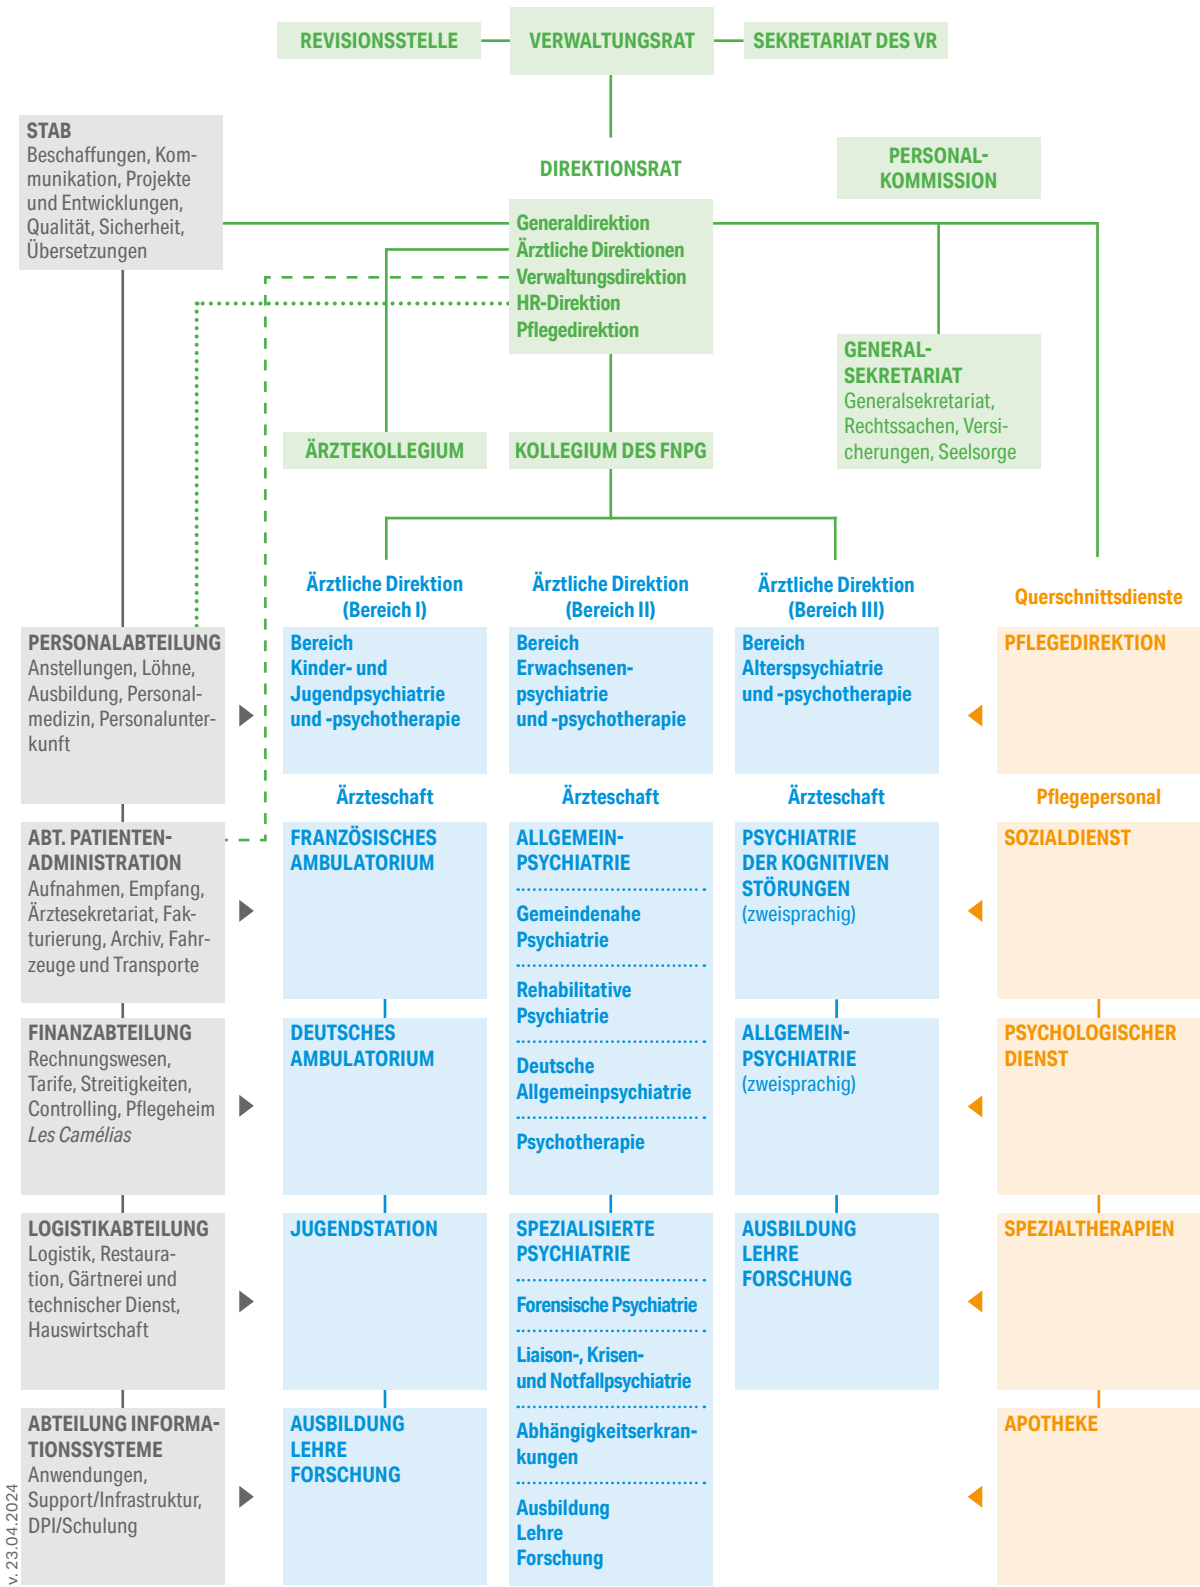 REVISIONSSTELLE
VERWALTUNGSRAT
SEKRETARIAT DES VR
STAB
Beschaffungen, Kom-
munikation, Projekte
und Entwicklungen,
Qualität, Sicherheit,
Übersetzungen
DIREKTIONSRAT
PERSONAL-
KOMMISSION
Generaldirektion
Ärztliche Direktionen
Verwaltungsdirektion
HR-Direktion
Pflegedirektion
GENERAL-
SEKRETARIAT
Generalsekretariat,
Rechtssachen, Versi-
cherungen, Seelsorge
ÄRZTEKOLLEGIUM
KOLLEGIUM DES FNPG
Ärztliche Direktion
(Bereich I)
Ärztliche Direktion
(Bereich II)
Ärztliche Direktion
(Bereich III)
Querschnittsdienste
PERSONALABTEILUNG
Anstellungen, Löhne,
Ausbildung, Personal-
medizin, Personalunter-
kunft
Bereich
Kinder- und
Jugendpsychiatrie
und -psychotherapie
Bereich
Erwachsenen-
psychiatrie
und -psychotherapie
Bereich
Alterspsychiatrie
und -psychotherapie
PFLEGEDIREKTION
Ärzteschaft
Ärzteschaft
Ärzteschaft
Pflegepersonal
ABT. PATIENTEN-
ADMINISTRATION
Aufnahmen, Empfang,
Ärztesekretariat, Fak-
turierung, Archiv, Fahr-
zeuge und Transporte
FRANZÖSISCHES
AMBULATORIUM
ALLGEMEIN-
PSYCHIATRIE
Gemeindenahe
Psychiatrie
Rehabilitative
Psychiatrie
Deutsche
Allgemeinpsychiatrie
Psychotherapie
PSYCHIATRIE
DER KOGNITIVEN
STÖRUNGEN
(zweisprachig)
SOZIALDIENST
FINANZABTEILUNG
Rechnungswesen,
Tarife, Streitigkeiten,
Controlling, Pflegeheim
Les Camélias
DEUTSCHES
AMBULATORIUM
ALLGEMEIN-
PSYCHIATRIE
(zweisprachig)
PSYCHOLOGISCHER
DIENST
LOGISTIKABTEILUNG
Logistik, Restaura-
tion, Gärtnerei und
technischer Dienst,
Hauswirtschaft
JUGENDSTATION
SPEZIALISIERTE
PSYCHIATRIE
Forensische Psychiatrie
Liaison-, Krisen-
und Notfallpsychiatrie
Abhängigkeitserkran-
kungen
Ausbildung
Lehre
Forschung
AUSBILDUNG
LEHRE
FORSCHUNG
SPEZIALTHERAPIEN
ABTEILUNG INFORMA-
TIONSSYSTEME
Anwendungen,
Support/Infrastruktur,
DPI/Schulung
AUSBILDUNG
LEHRE
FORSCHUNG
APOTHEKE
v. 23.04.2024